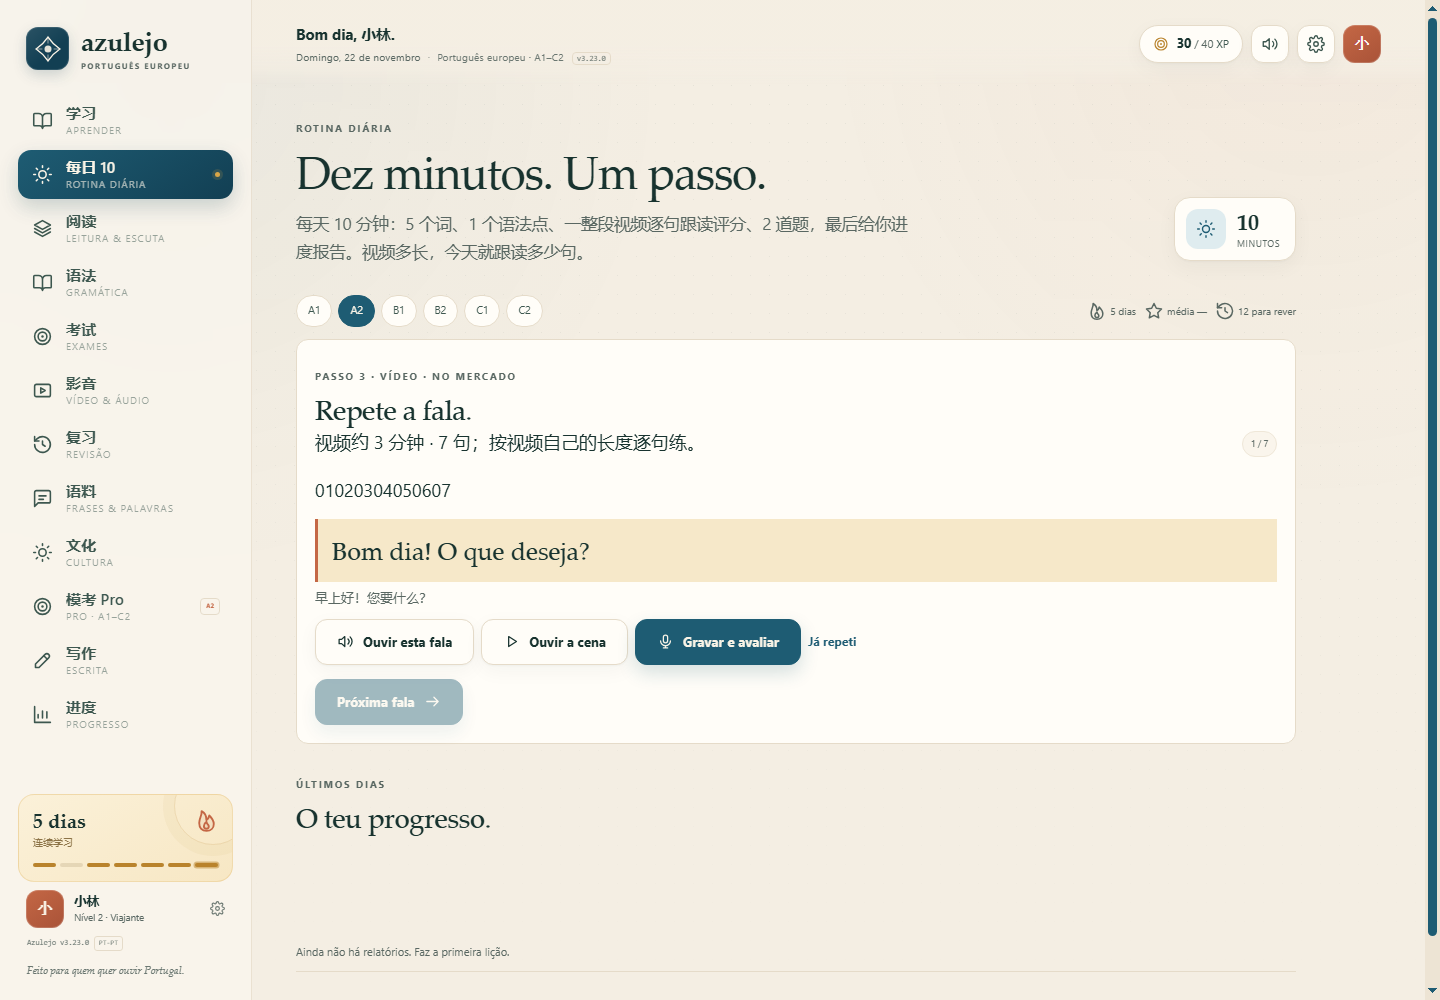 azulejo
PORTUGUÊS EUROPEU
学习
APRENDER
每日 10
ROTINA DIÁRIA
阅读
LEITURA & ESCUTA
语法
GRAMÁTICA
考试
EXAMES
影音
VÍDEO & ÁUDIO
复习
REVISÃO
语料
FRASES & PALAVRAS
文化
CULTURA
模考 Pro
PRO · A1–C2
A2
写作
ESCRITA
进度
PROGRESSO
5 dias
连续学习
小
小林
Nível 2 · Viajante
Azulejo v3.23.0 PT-PT
Feito para quem quer ouvir Portugal.
Bom dia, 小林.
Domingo, 22 de novembro · Português europeu · A1–C2 v3.23.0
30 / 40 XP
小
ROTINA DIÁRIA
Dez minutos. Um passo.
每天 10 分钟：5 个词、1 个语法点、一整段视频逐句跟读评分、2 道题，最后给你进
度报告。视频多长，今天就跟读多少句。
10
MINUTOS
A1 A2 B1 B2 C1 C2
5 dias média — 12 para rever
PASSO 3 · VÍDEO · NO MERCADO
Repete a fala.
视频约 3 分钟 · 7 句；按视频自己的长度逐句练。
1 / 7
01020304050607
Bom dia! O que deseja?
早上好！您要什么？
Ouvir esta fala
Ouvir a cena
Gravar e avaliar
Já repeti
Próxima fala
ÚLTIMOS DIAS
O teu progresso.
Ainda não há relatórios. Faz a primeira lição.